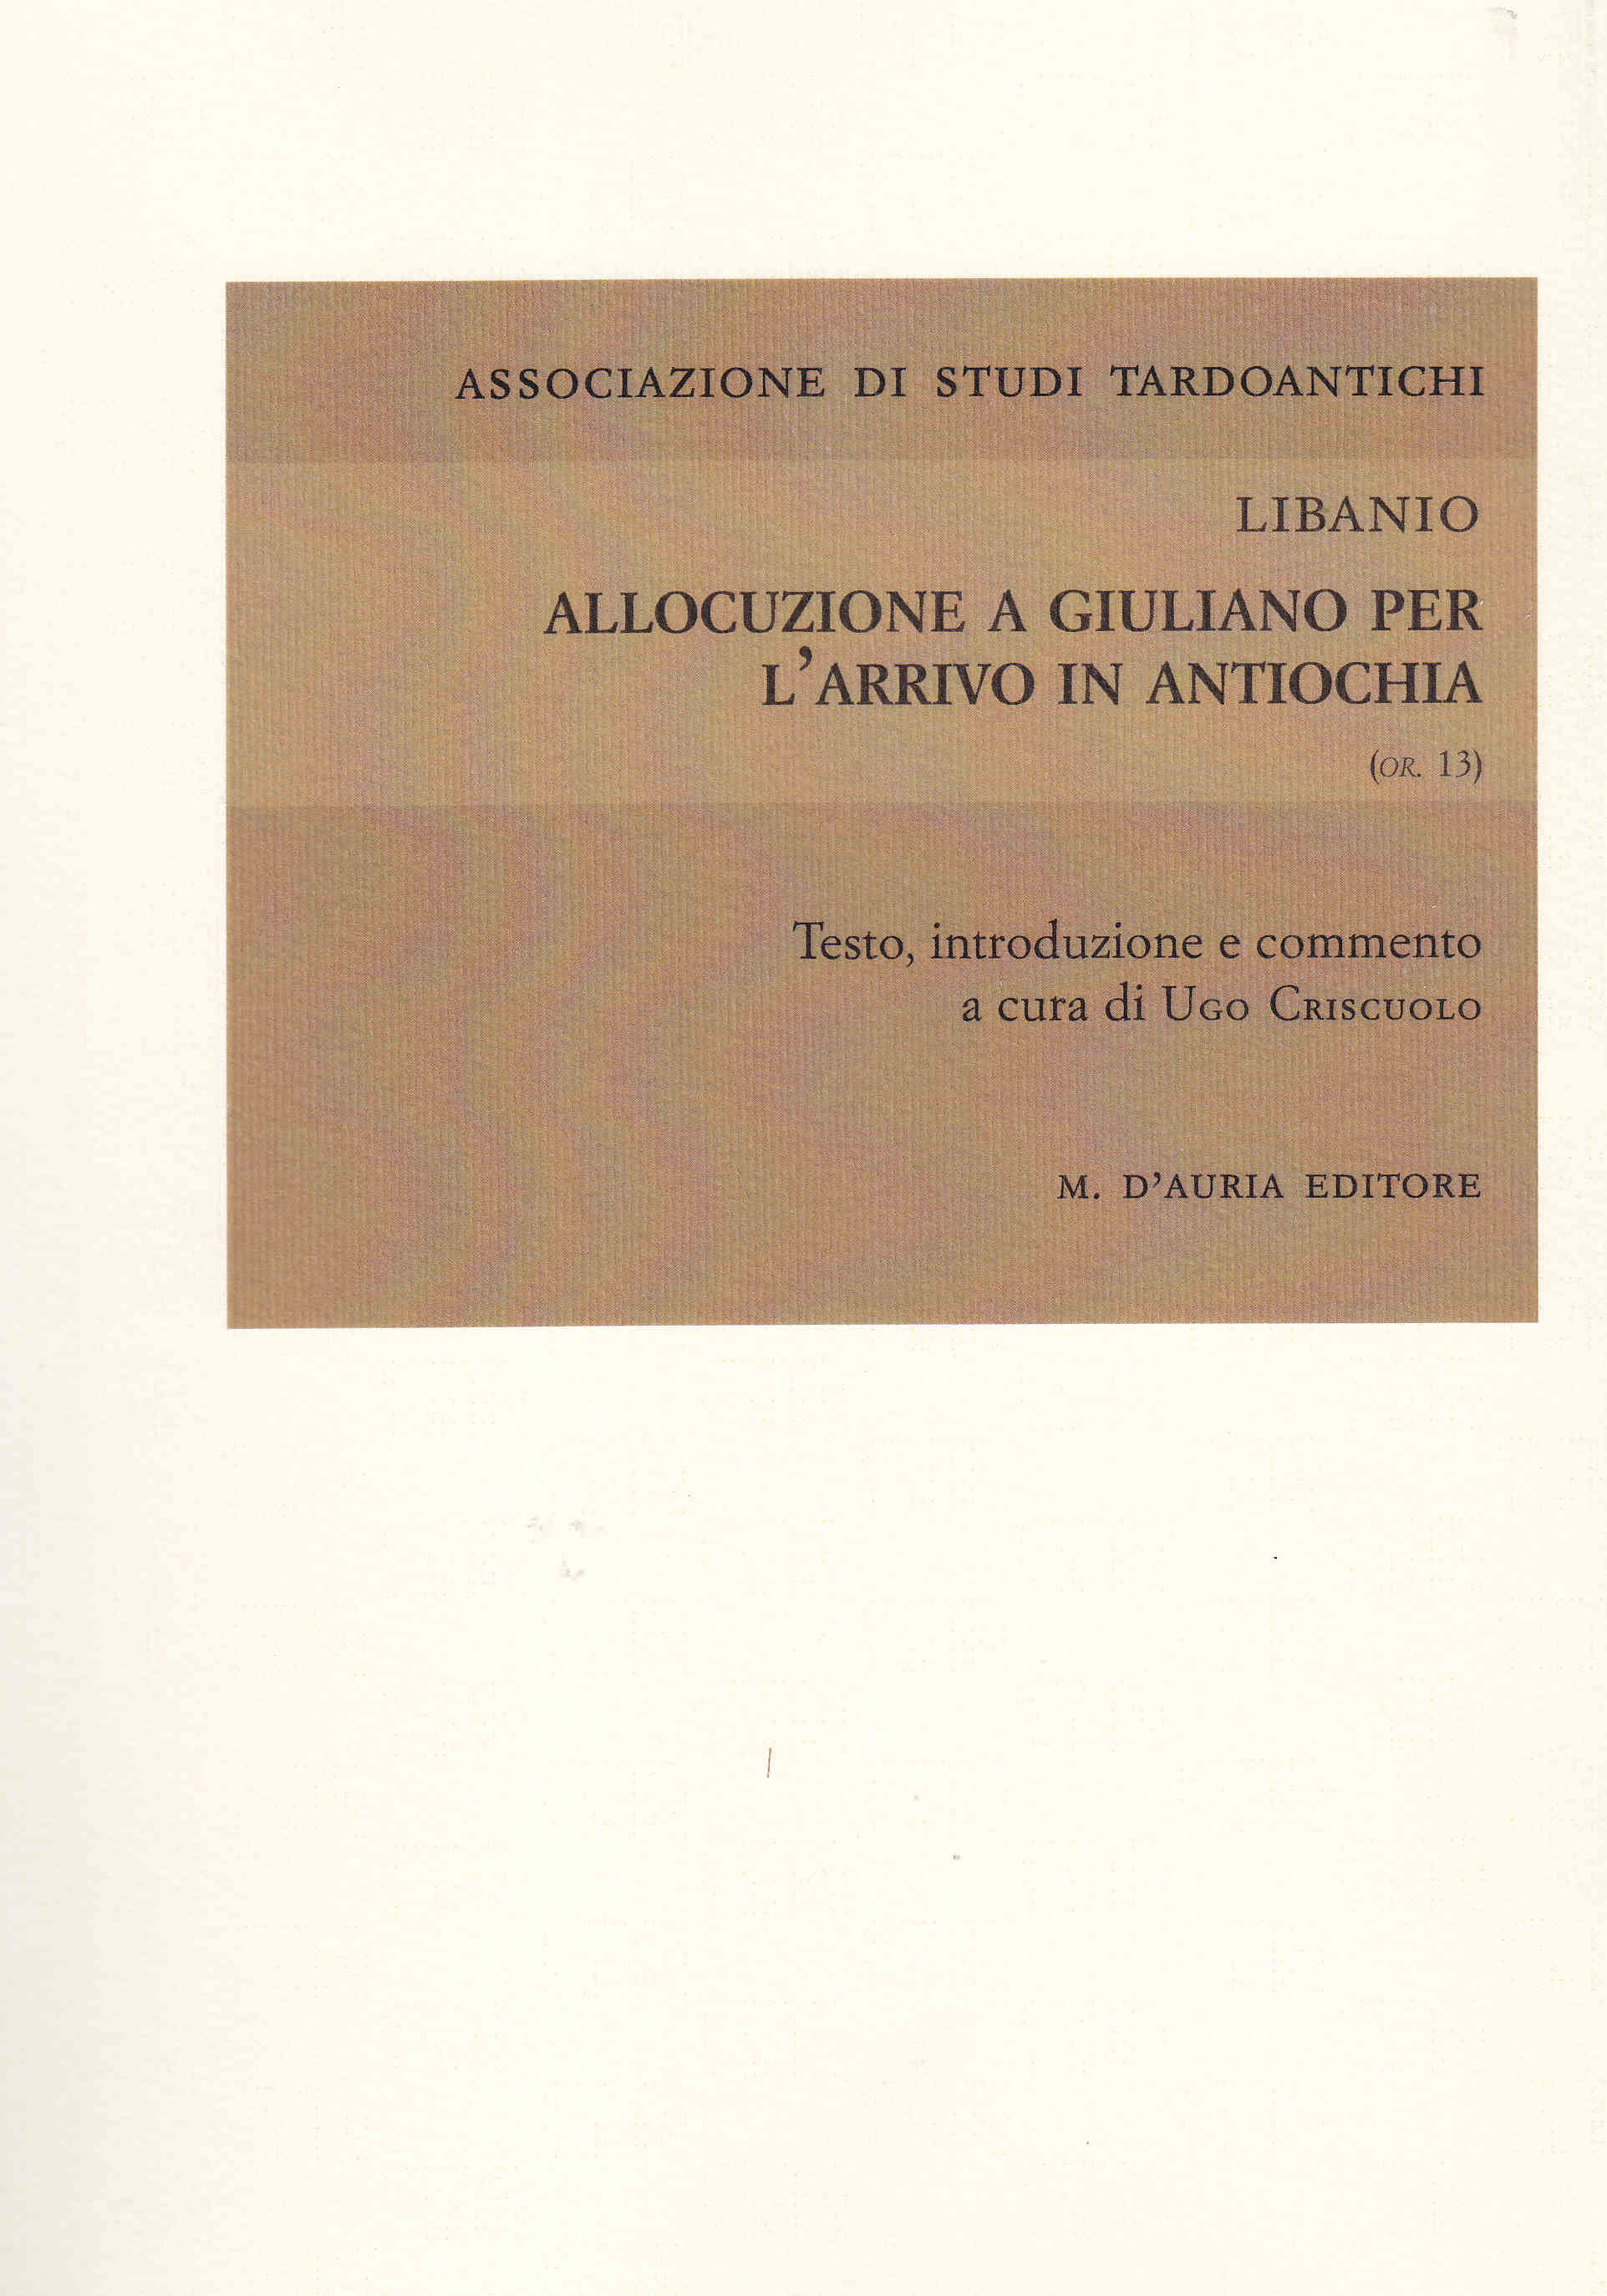 ASSOCIAZIONE DI STUDI TARDOANTICHI
LIBANIO
ALLOCUZIONE A GIULIANO PER
L'ARRIVO IN ANTIOCHIA
(OR. 13)
Testo, introduzione e commento
a cura di UGO CRISCUOLO
M. D'AURIA EDITORE